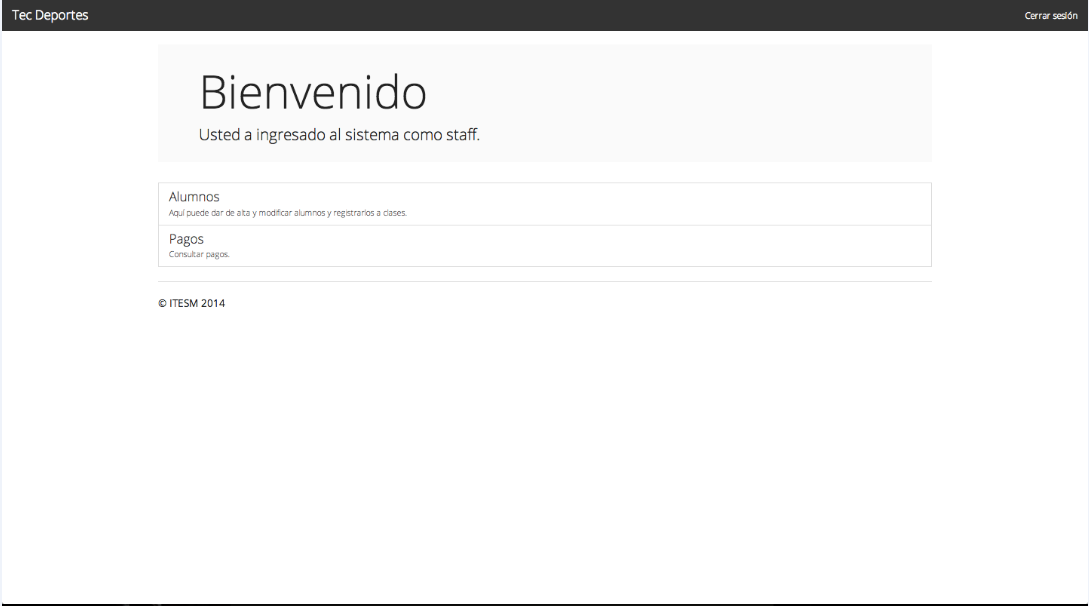 Tec Deportes
Cerrar sesión
Bienvenido
Usted a ingresado al sistema como staff.
Alumnos
Aquí puede dar de alta y modificar alumnos y registrarlos a clases.
Pagos
Consultar pagos.
© ITESM 2014